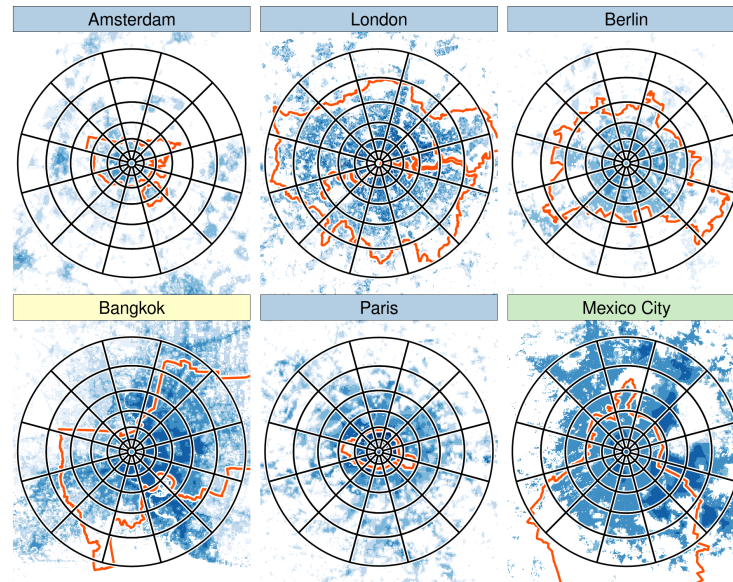 Amsterdam
London
Berlin
Bangkok
Paris
Mexico City